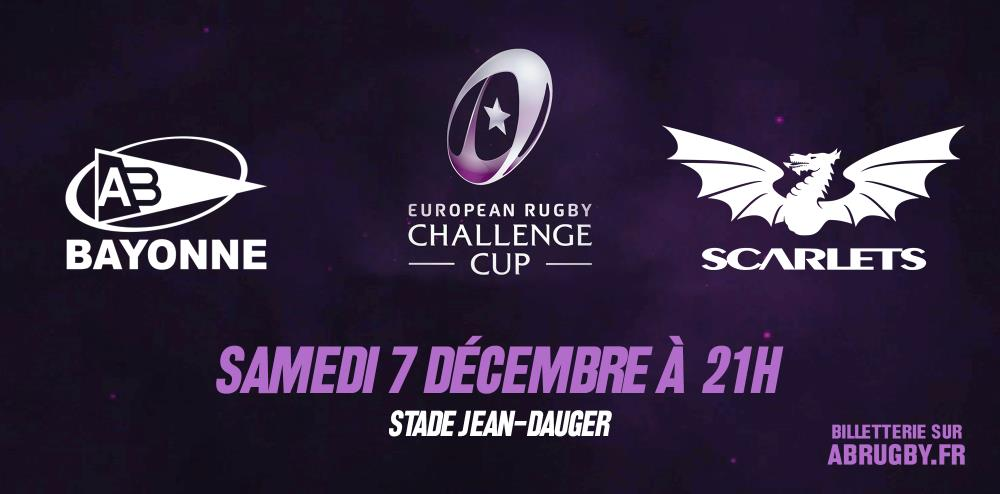 AB
BAYONNE
EUROPEAN RUGBY
CHALLENGE
CUP
SCARLETS
SAMEDI 7 DÉCEMBRE À 21H
STADE JEAN-DAUGER
BILLETTERIE SUR
ABRUGBY.FR